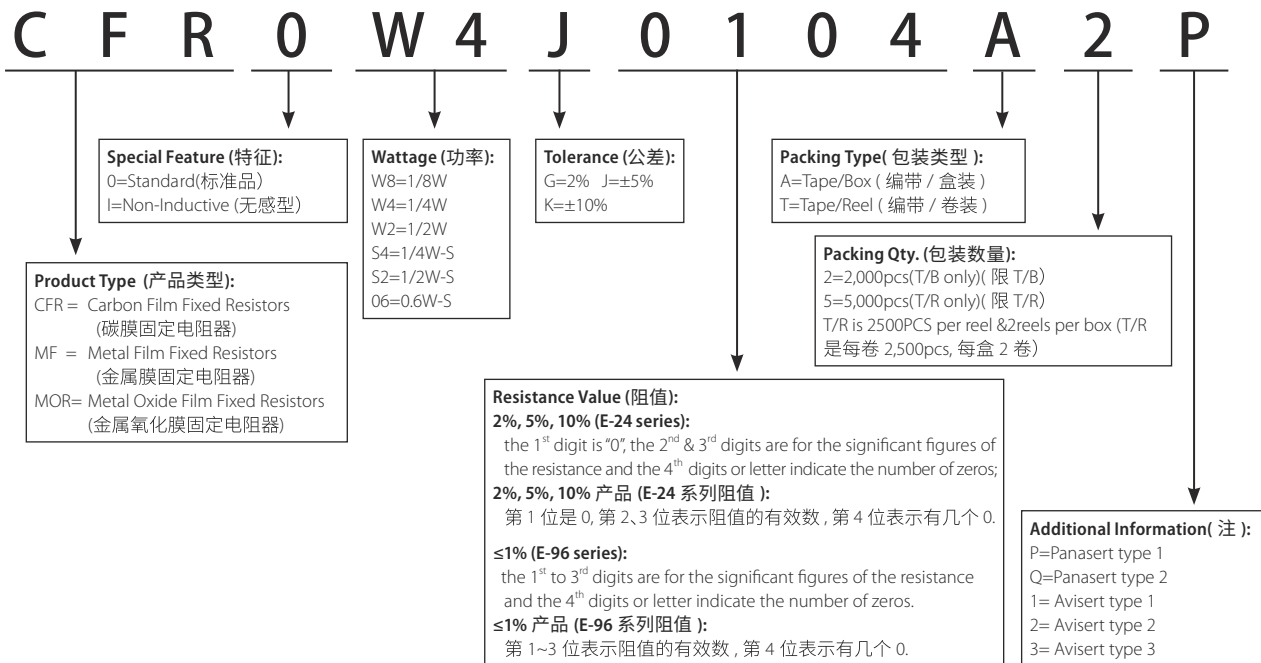 C F R 0 W 4 J 0 1 0 4 A 2 P
Special Feature (特征):
0=Standard(标准品)
I=Non-Inductive (无感型)
Wattage (功率):
W8=1/8W
W4=1/4W
W2=1/2W
S4=1/4W-S
S2=1/2W-S
06=0.6W-S
Tolerance (公差):
G=2% J=±5%
K=±10%
Packing Type( 包装类型 ):
A=Tape/Box ( 编带 / 盒装 )
T=Tape/Reel ( 编带 / 卷装 )
Packing Qty. (包装数量):
2=2,000pcs(T/B only)( 限 T/B)
5=5,000pcs(T/R only)( 限 T/R)
T/R is 2500PCS per reel &2reels per box (T/R
是每卷 2,500pcs, 每盒 2 卷)
Product Type (产品类型):
CFR = Carbon Film Fixed Resistors
(碳膜固定电阻器)
MF = Metal Film Fixed Resistors
(金属膜固定电阻器)
MOR= Metal Oxide Film Fixed Resistors
(金属氧化膜固定电阻器)
Resistance Value (阻值):
2%, 5%, 10% (E-24 series):
the 1st digit is "0", the 2nd & 3rd digits are for the significant figures of
the resistance and the 4th digits or letter indicate the number of zeros;
2%, 5%, 10% 产品 (E-24 系列阻值 ):
第 1 位是 0, 第 2、3 位表示阻值的有效数 , 第 4 位表示有几个 0.
≤1% (E-96 series):
the 1st to 3rd digits are for the significant figures of the resistance
and the 4th digits or letter indicate the number of zeros.
≤1% 产品 (E-96 系列阻值 ):
第 1~3 位表示阻值的有效数 , 第 4 位表示有几个 0.
Additional Information( 注 ):
P=Panasert type 1
Q=Panasert type 2
1= Avisert type 1
2= Avisert type 2
3= Avisert type 3